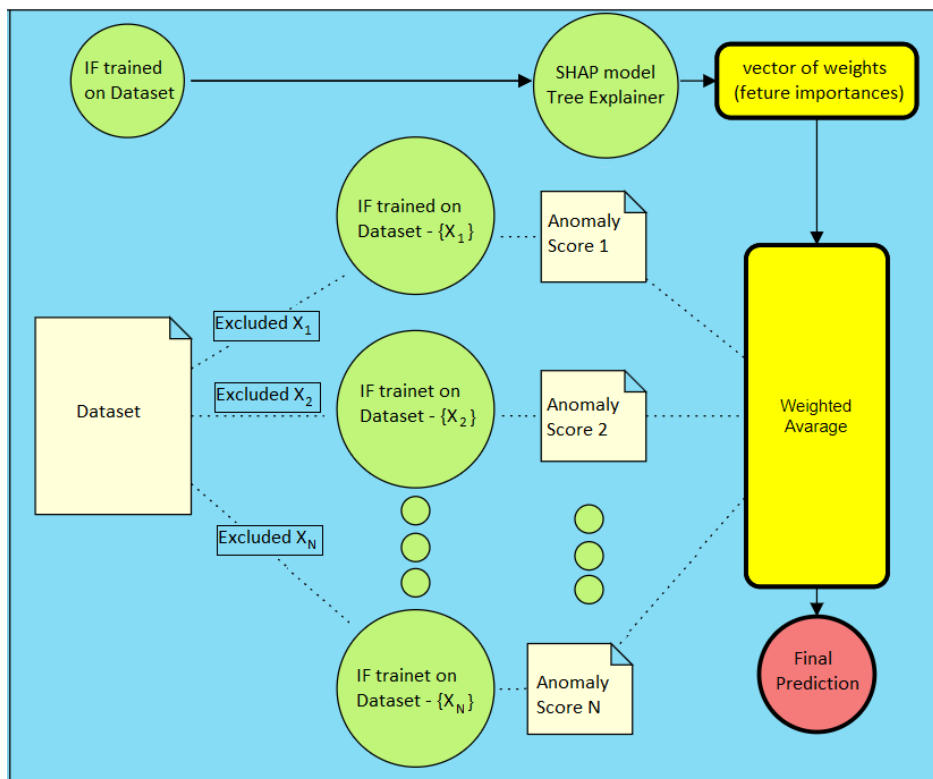 IF trained
on Dataset
SHAP model
Tree Explainer
vector of weights
(feture importances)
IF trained on
Dataset - {X₁}
Anomaly
Score 1
Excluded X₁
Dataset
Excluded X₂
IF trainet on
Dataset - {X₂}
Anomaly
Score 2
Weighted
Avarage
Excluded X_N
IF trainet on
Dataset - {X_N}
Anomaly
Score N
Final
Prediction